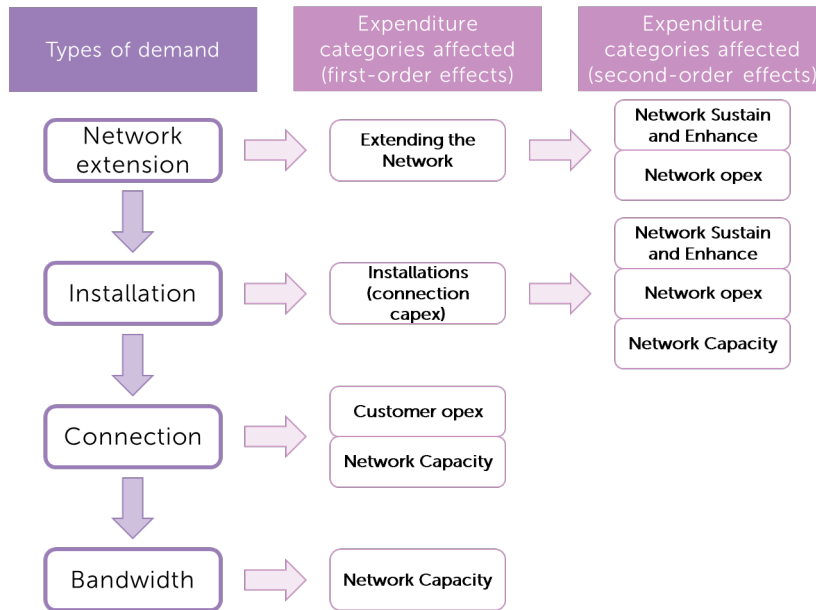 Types of demand
Expenditure
categories affected
(first-order effects)
Expenditure
categories affected
(second-order effects)
Network
extension
Extending the
Network
Network Sustain
and Enhance
Network opex
Installation
Installations
(connection
capex)
Network Sustain
and Enhance
Network opex
Network Capacity
Connection
Customer opex
Network Capacity
Bandwidth
Network Capacity